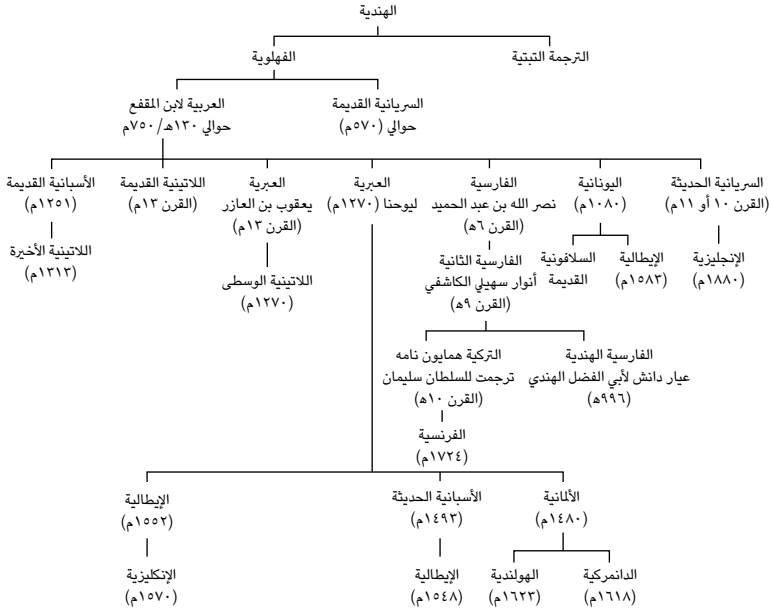 الهندية
الترجمة التبتية
الفهلوية
السريانية القديمة
حوالي (٥٧٠م)
العربية لابن المقفع
حوالي ١٣٠هـ/٧٥٠م
السريانية الحديثة
(القرن ١٠ أو ١١م)
الإنجليزية
(١٨٨٠م)
اليونانية
(١٠٨٠م)
الإيطالية
(١٥٨٣م)
السلافونية
القديمة
الفارسية
نصر الله بن عبد الحميد
(القرن ٦ه)
الفارسية الثانية
أنوار سهيلي الكاشفي
(القرن ٩ه)
الفارسية الهندية
عيار دانش لأبي الفضل الهندي
(٩٩٦ه)
التركية همايون نامه
ترجمت للسلطان سليمان
(القرن ١٠ه)
الفرنسية
(١٧٢٤م)
العبرية
ليوحنا (١٢٧٠م)
العبرية
يعقوب بن العازر
(القرن ١٣م)
اللاتينية الوسطى
(١٢٧٠م)
اللاتينية القديمة
(القرن ١٣م)
الأسبانية القديمة
(١٢٥١م)
اللاتينية الأخيرة
(١٣١٣م)
الألمانية
(١٤٨٠م)
الدانمركية
(١٦١٨م)
الهولندية
(١٦٢٣م)
الأسبانية الحديثة
(١٤٩٣م)
الإيطالية
(١٥٤٨م)
الإيطالية
(١٥٥٢م)
الإنكليزية
(١٥٧٠م)